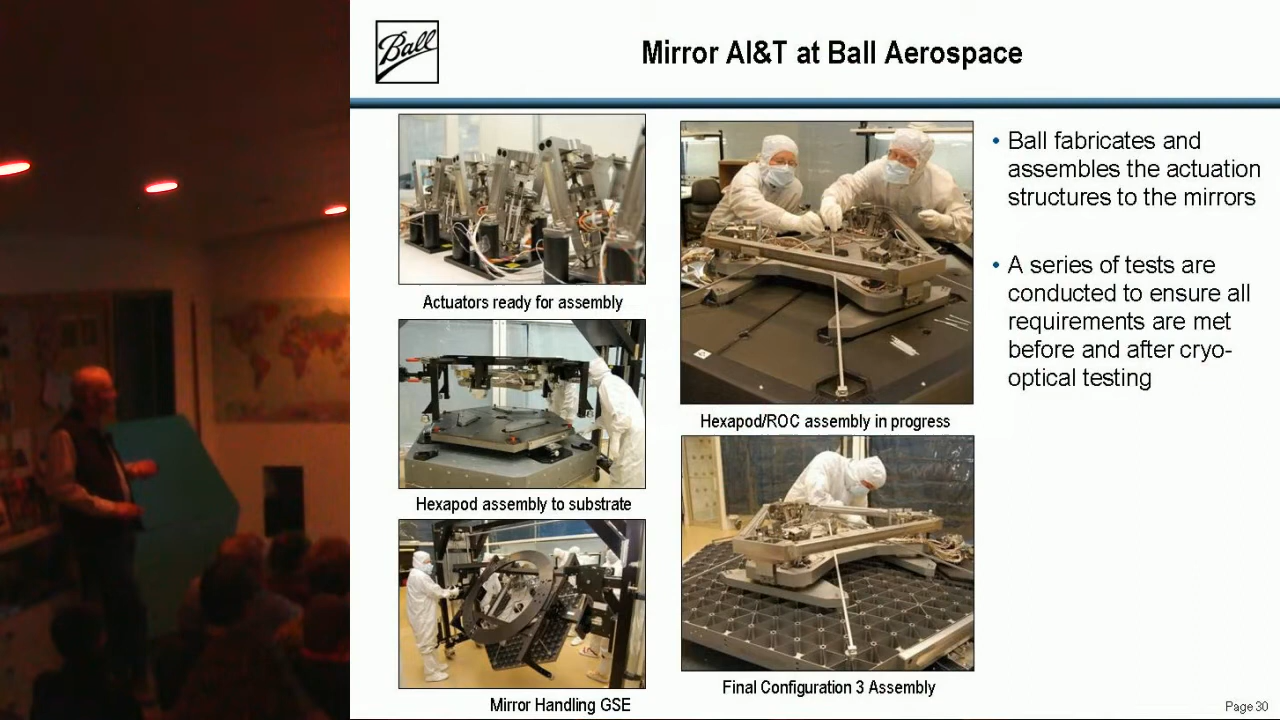 Ball
Mirror AI&T at Ball Aerospace
Actuators ready for assembly
Hexapod assembly to substrate
Mirror Handling GSE
Hexapod/ROC assembly in progress
Final Configuration 3 Assembly
• Ball fabricates and
assembles the actuation
structures to the mirrors
• A series of tests are
conducted to ensure all
requirements are met
before and after cryo-
optical testing
Page 30